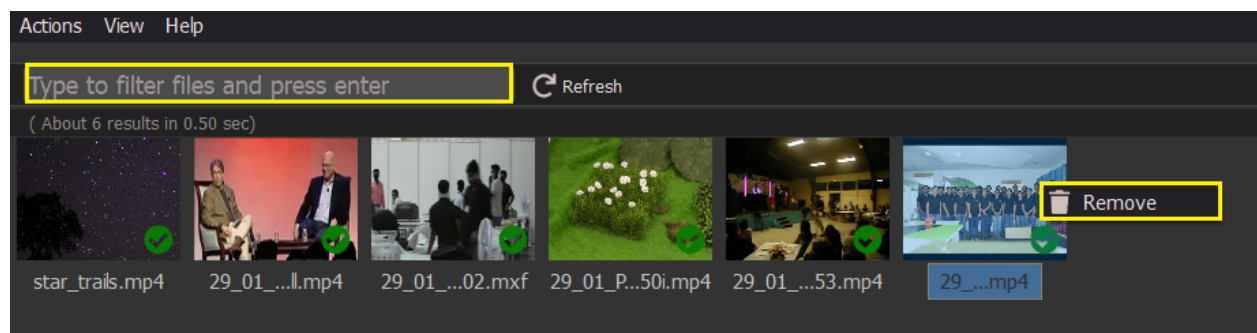 Actions View Help
Type to filter files and press enter Refresh
( About 6 results in 0.50 sec)
Remove
star_trails.mp4 29_01_...ll.mp4 29_01_...02.mxf 29_01_P...50i.mp4 29_01_...53.mp4 29_...mp4